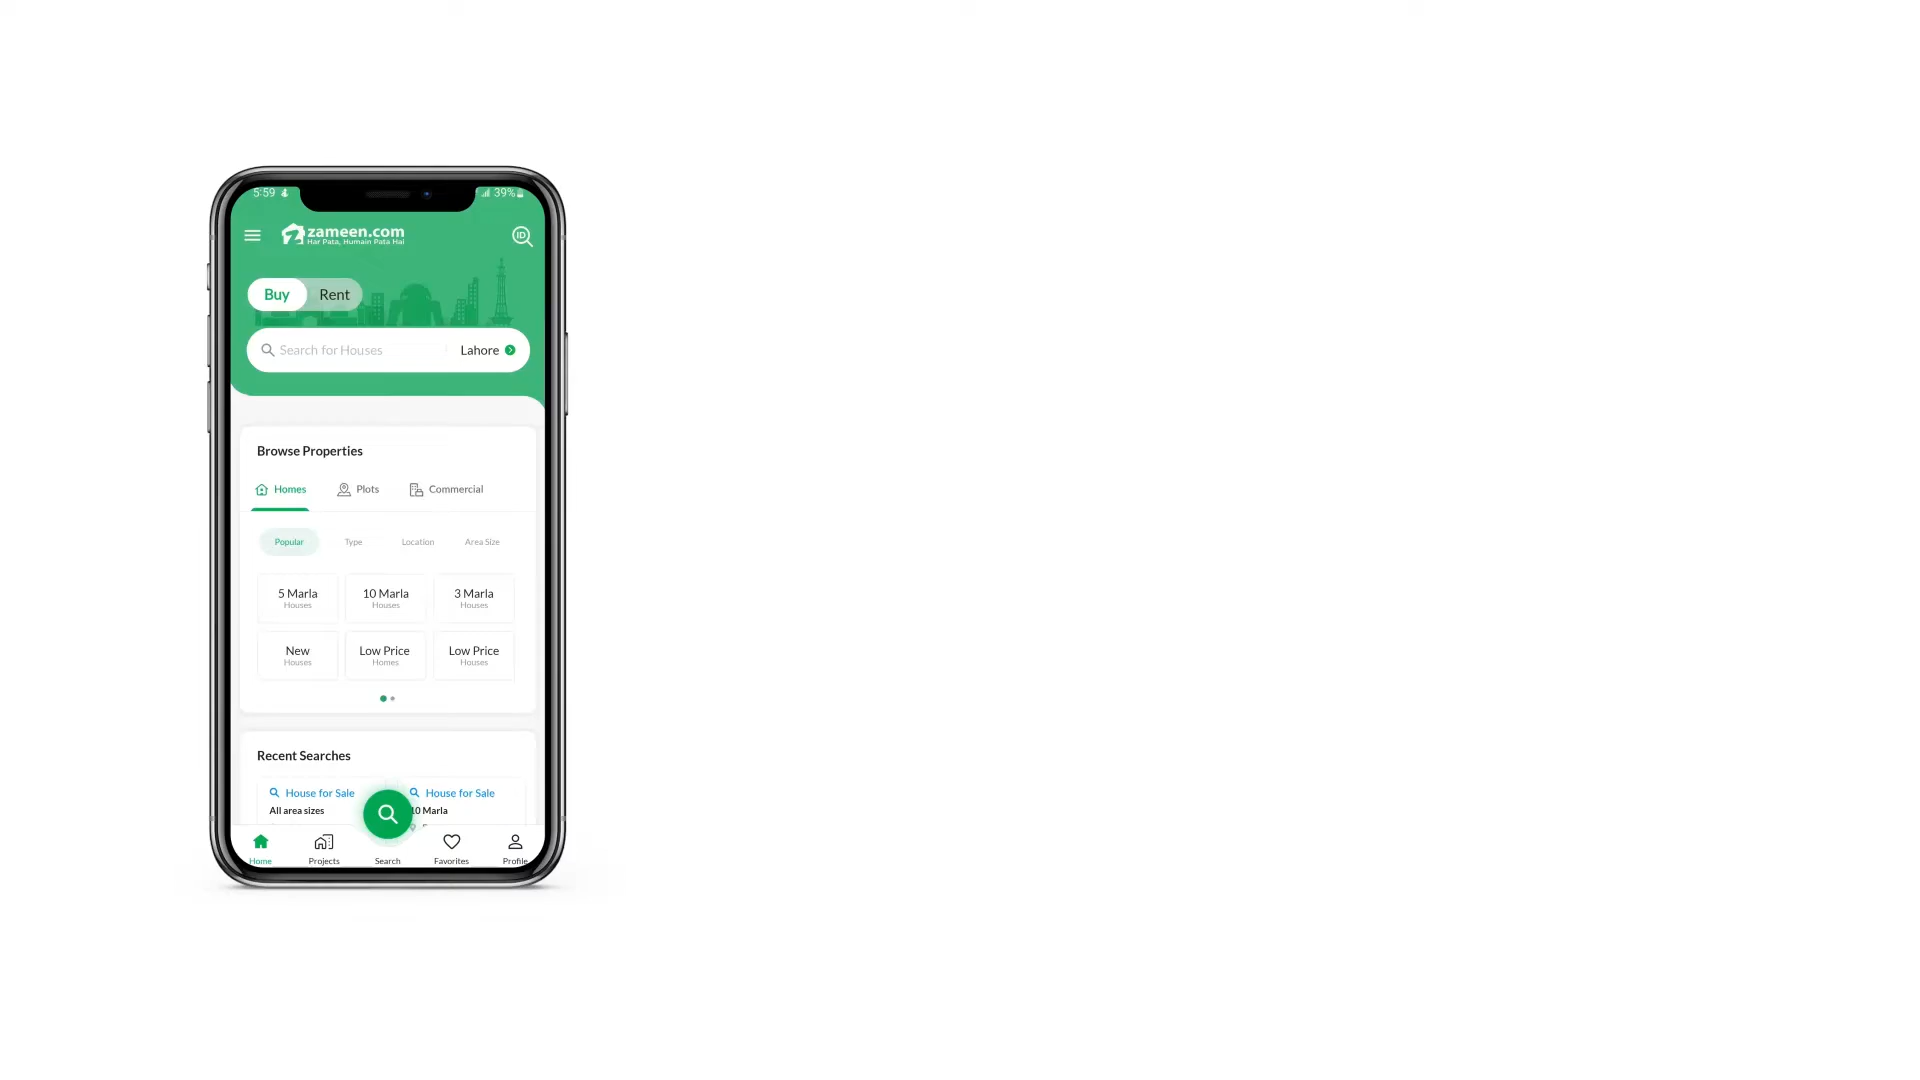 5:59
39%
zameen.com
Har Pata, Humain Pata Hai
ID
Buy Rent
Search for Houses Lahore
Browse Properties
Homes Plots Commercial
Popular Type Location Area Size
5 Marla 10 Marla 3 Marla
Houses Houses Houses
New Low Price Low Price
Houses Homes Houses
Recent Searches
House for Sale House for Sale
All area sizes 10 Marla
Home Projects Search Favorites Profile